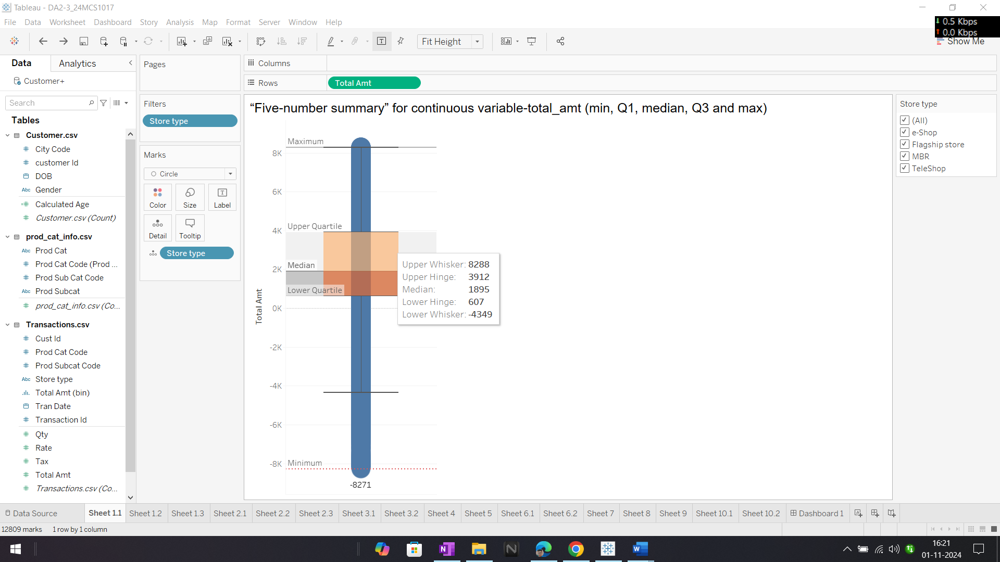 Tableau - DA2-3_24MCS1017
File Data Worksheet Dashboard Story Analysis Map Format Server Window Help
0.5 Kbps
0.0 Kbps
Fit Height
Show Me
Data Analytics
Customer+
Search
Tables
Customer.csv
# City Code
# customer Id
DOB
Abc Gender
=# Calculated Age
# Customer.csv (Count)
prod_cat_info.csv
Abc Prod Cat
# Prod Cat Code (Prod ...
# Prod Sub Cat Code
Abc Prod Subcat
# prod_cat_info.csv (Co...
Transactions.csv
# Cust Id
# Prod Cat Code
# Prod Subcat Code
Abc Store type
Total Amt (bin)
Tran Date
# Transaction Id
# Qty
# Rate
# Tax
# Total Amt
# Transactions.csv (Co...
Pages
Filters
Store type
Marks
Circle
Color Size Label
Detail Tooltip
Store type
Columns
Rows Total Amt
“Five-number summary” for continuous variable-total_amt (min, Q1, median, Q3 and max)
Maximum
8K
6K
Upper Quartile
4K
Median
2K
Lower Quartile
0K
-2K
-4K
-6K
Minimum
-8K
-8271
Total Amt
Upper Whisker: 8288
Upper Hinge: 3912
Median: 1895
Lower Hinge: 607
Lower Whisker: -4349
Store type
(All)
e-Shop
Flagship store
MBR
TeleShop
Data Source Sheet 1.1 Sheet 1.2 Sheet 1.3 Sheet 2.1 Sheet 2.2 Sheet 2.3 Sheet 3.1 Sheet 3.2 Sheet 4 Sheet 5 Sheet 6.1 Sheet 6.2 Sheet 7 Sheet 8 Sheet 9 Sheet 10.1 Sheet 10.2 Dashboard 1
12809 marks 1 row by 1 column
16:21
01-11-2024